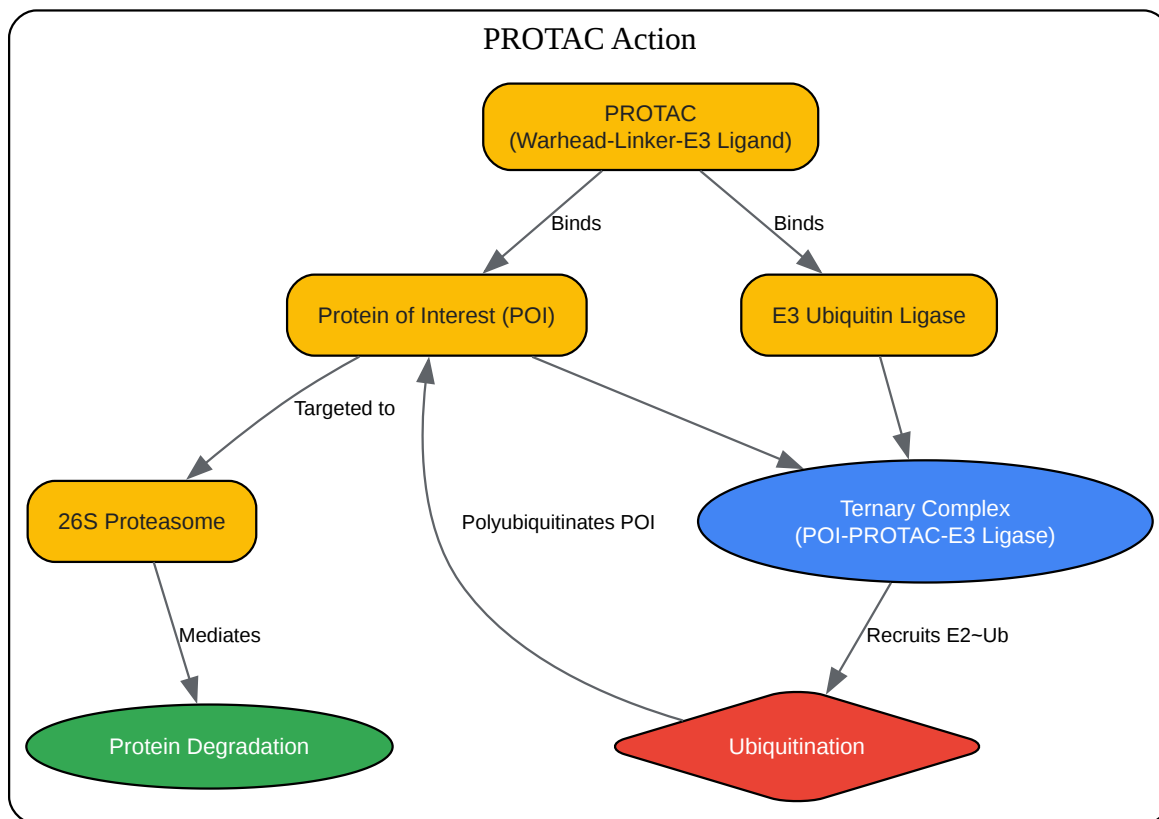 PROTAC Action
PROTAC
(Warhead-Linker-E3 Ligand)
Binds
Binds
Protein of Interest (POI)
E3 Ubiquitin Ligase
Targeted to
26S Proteasome
Polyubiquitinates POI
Ternary Complex
(POI-PROTAC-E3 Ligase)
Mediates
Recruits E2~Ub
Protein Degradation
Ubiquitination